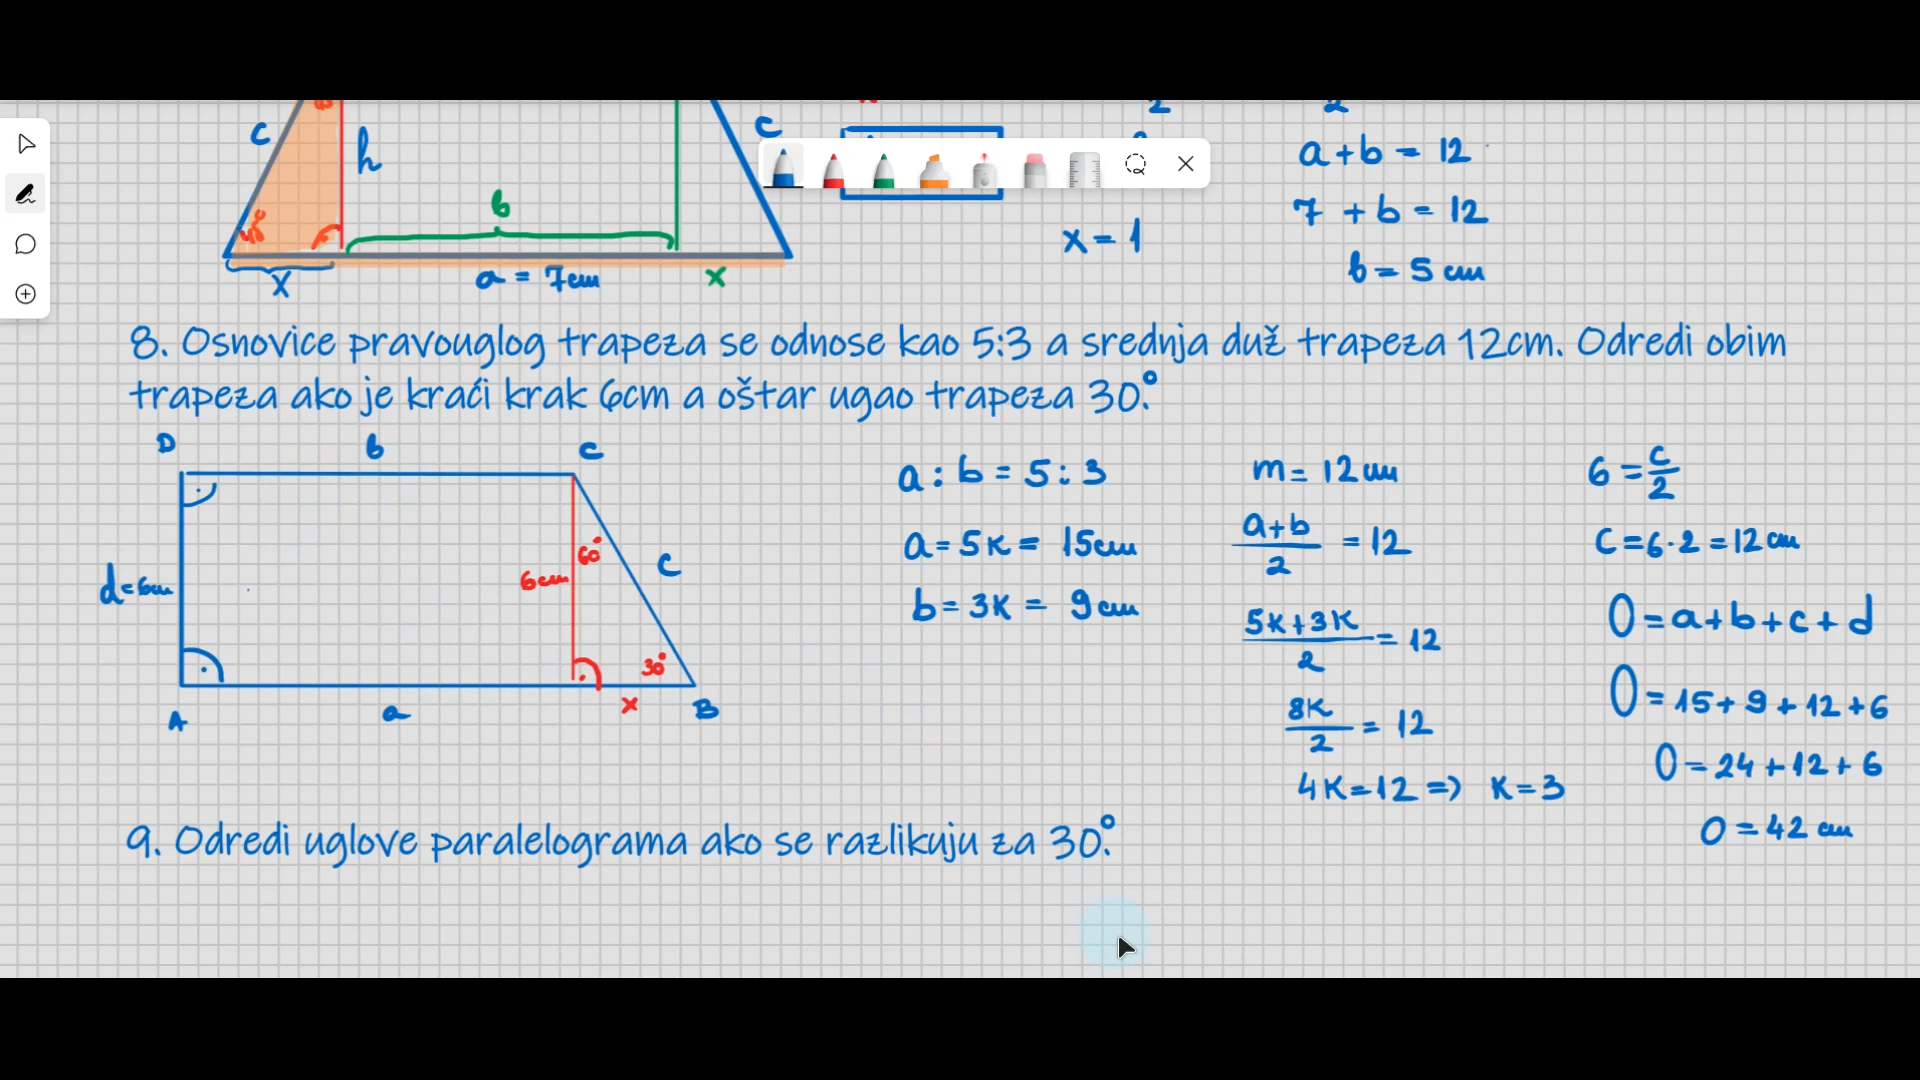 c
h
c
2
2
a+b = 12
7 + b = 12
b
x = 1
b = 5 cm
x
a = 7cm
x
8. Osnovice pravouglog trapeza se odnose kao 5:3 a srednja duž trapeza 12cm. Odredi obim
trapeza ako je kraći krak 6cm a oštar ugao trapeza 30°.
D
b
C
a : b = 5 : 3
m = 12 cm
6 = c/2
a = 5K = 15cm
a+b/2 = 12
C = 6 · 2 = 12 cm
60°
6cm
c
d=6cm
b = 3K = 9cm
5K+3K/2 = 12
O = a+b+c+d
30°
A
a
x
B
8K/2 = 12
O = 15+9+12+6
4K=12 => K=3
O = 24+12+6
9. Odredi uglove paralelograma ako se razlikuju za 30°.
O = 42 cm